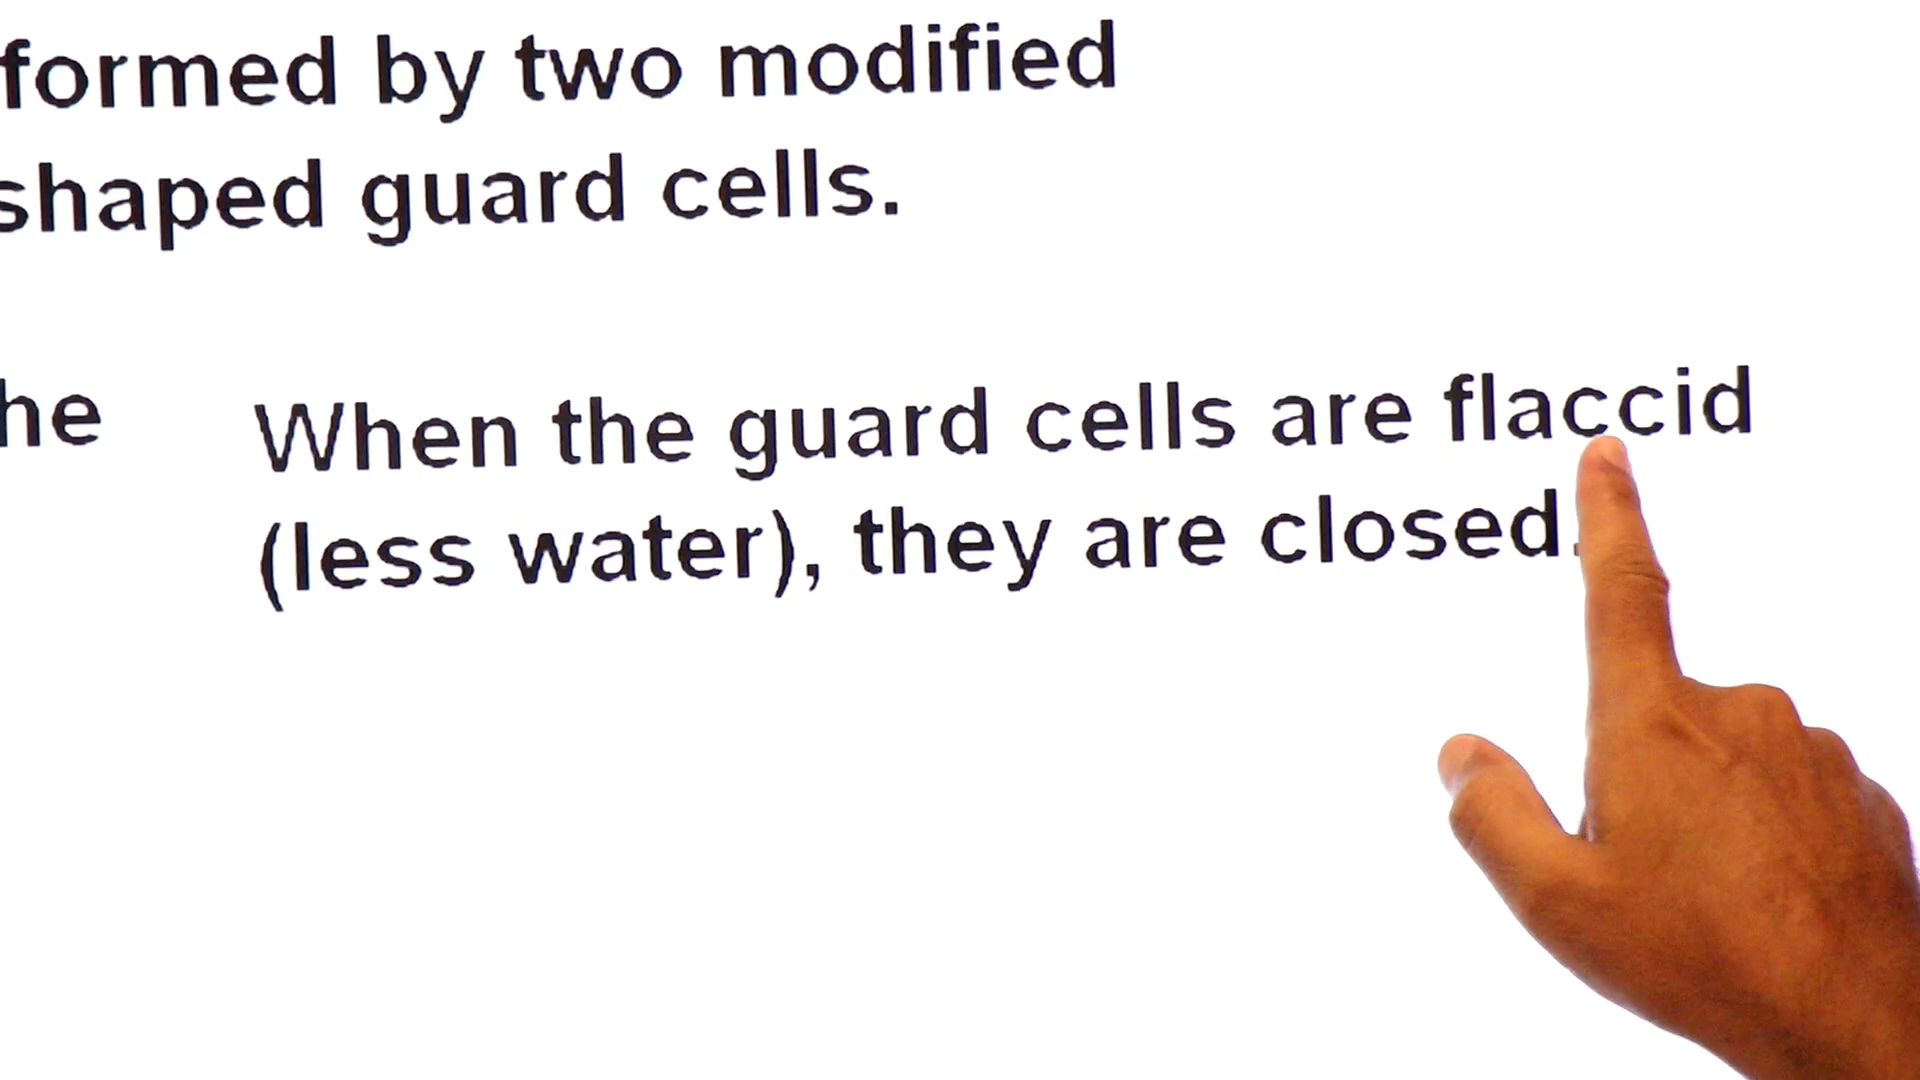 formed by two modified
shaped guard cells.
he
When the guard cells are flaccid
(less water), they are closed.